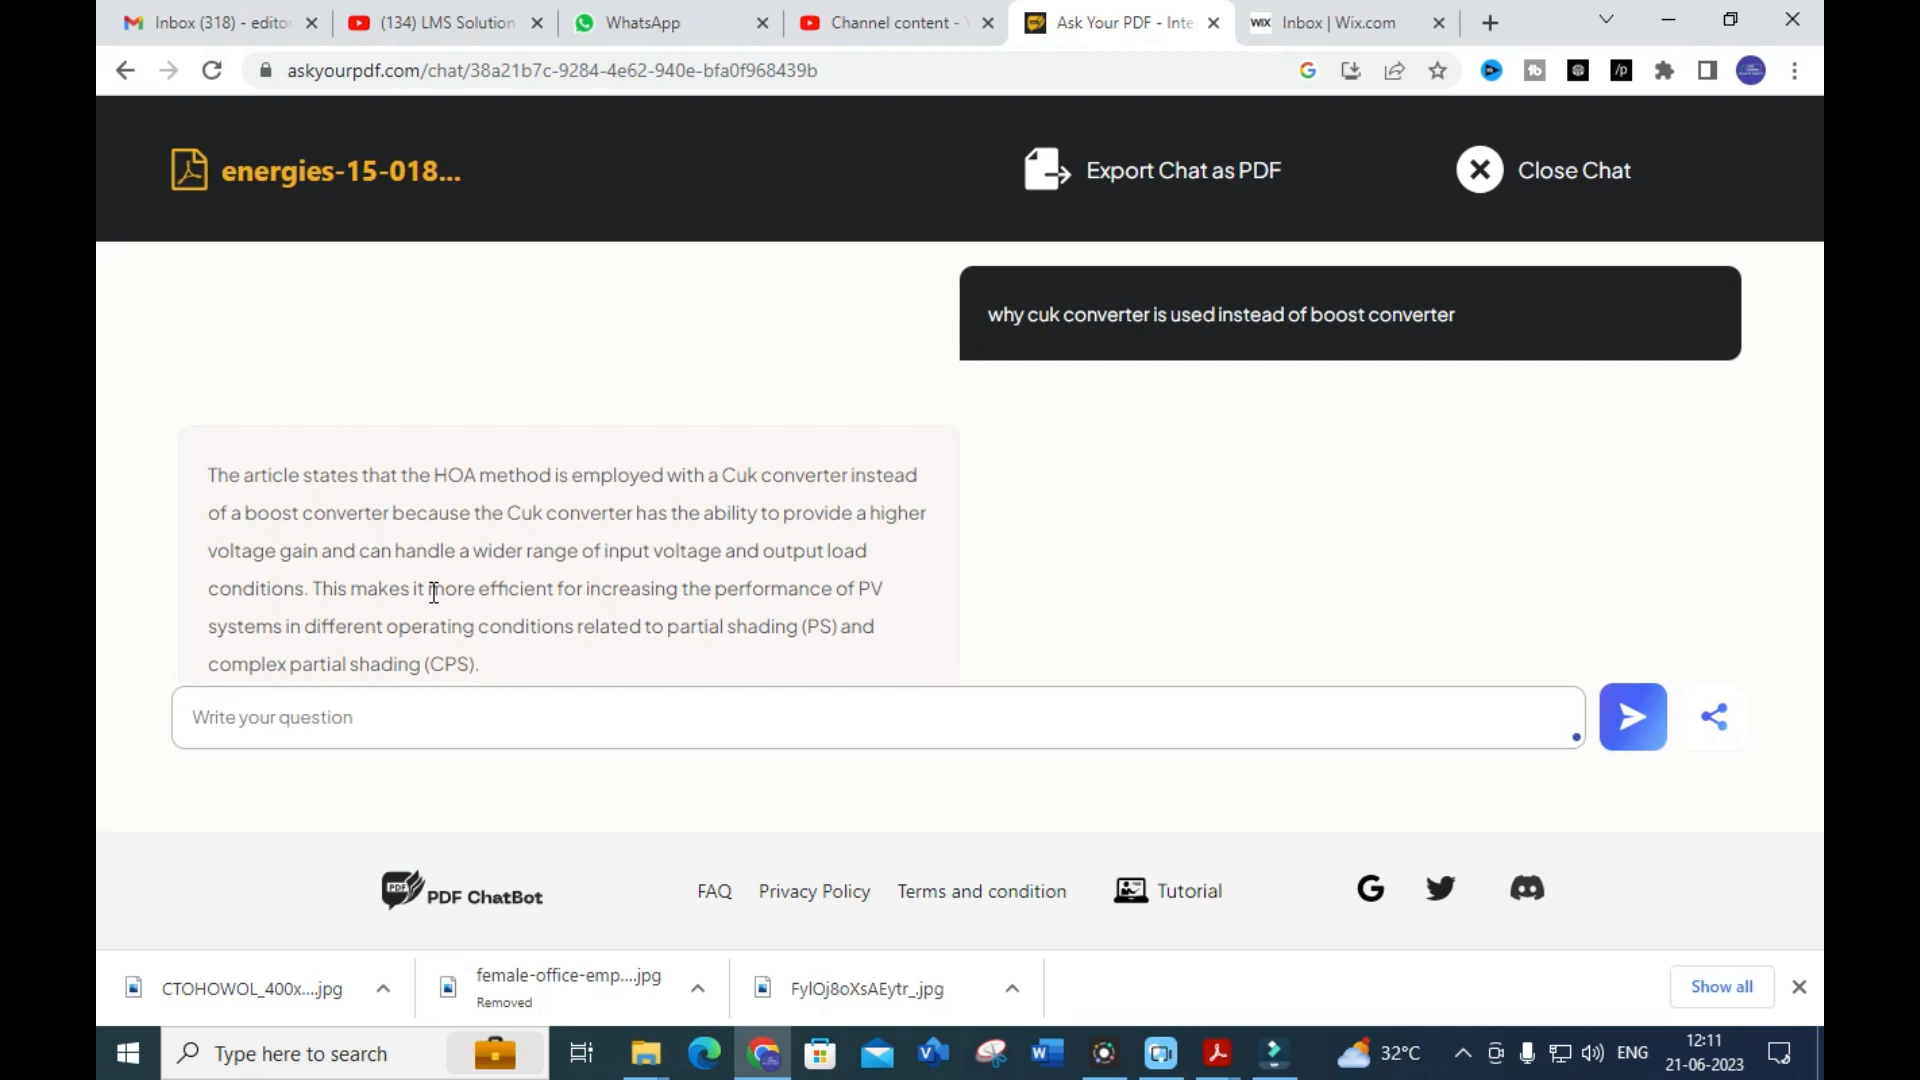 Inbox (318) - editor
(134) LMS Solution
WhatsApp
Channel content - Y
Ask Your PDF - Inte
WIX Inbox | Wix.com
askyourpdf.com/chat/38a21b7c-9284-4e62-940e-bfa0f968439b
energies-15-018...
Export Chat as PDF
Close Chat
why cuk converter is used instead of boost converter
The article states that the HOA method is employed with a Cuk converter instead
of a boost converter because the Cuk converter has the ability to provide a higher
voltage gain and can handle a wider range of input voltage and output load
conditions. This makes it more efficient for increasing the performance of PV
systems in different operating conditions related to partial shading (PS) and
complex partial shading (CPS).
Write your question
PDF ChatBot
FAQ
Privacy Policy
Terms and condition
Tutorial
CTOHOWOL_400x....jpg
female-office-emp....jpg
Removed
FylOj8oXsAEytr_.jpg
Show all
Type here to search
32°C
ENG
12:11
21-06-2023